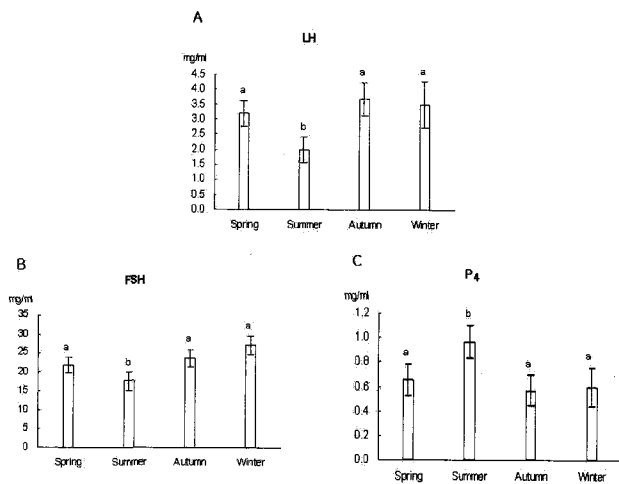 A
LH
mg/ml
4.5
4.0
3.5
3.0
2.5
2.0
1.5
1.0
0.5
0.0
a
b
a
a
Spring Summer Autumn Winter
B
FSH
mg/ml
35
30
25
20
15
10
5
0
a
b
a
a
Spring Summer Autumn Winter
C
P4
mg/ml
1.2
1.0
0.8
0.6
0.4
0.2
0.0
a
b
a
a
Spring Summer Autumn Winter